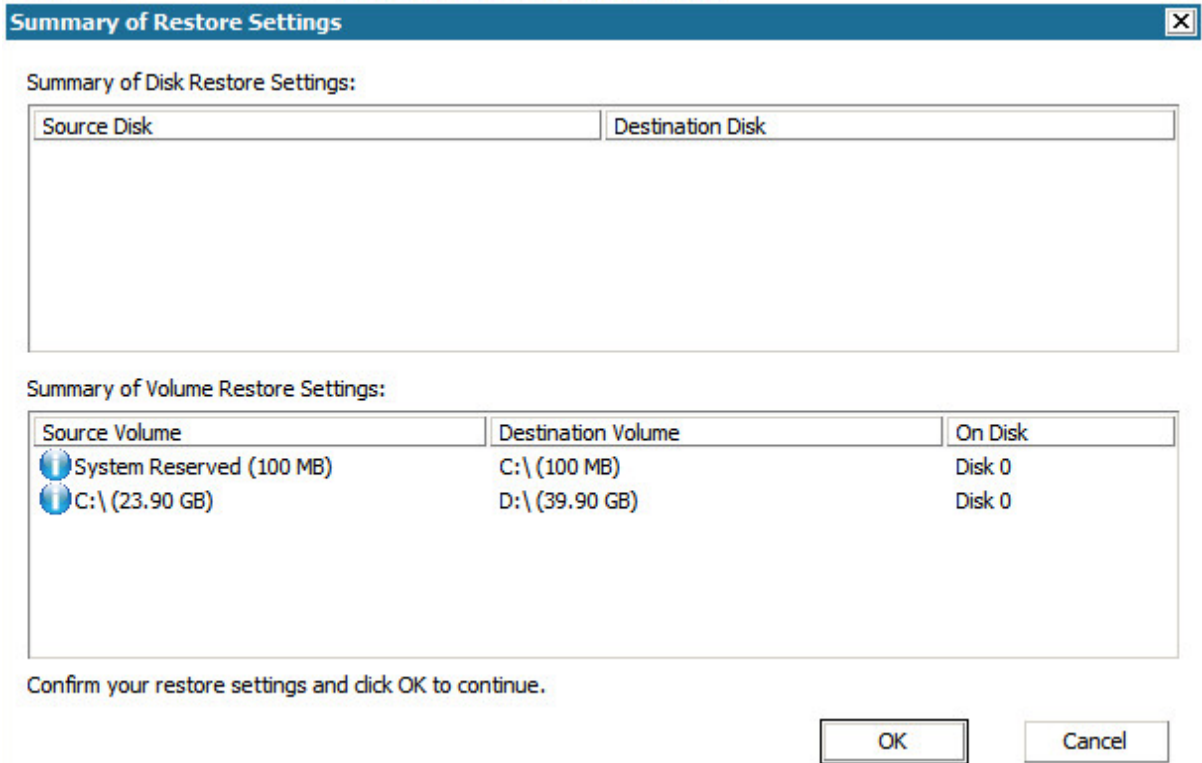 Summary of Restore Settings
Summary of Disk Restore Settings:
Source Disk Destination Disk
Summary of Volume Restore Settings:
Source Volume Destination Volume On Disk
System Reserved (100 MB) C:\ (100 MB) Disk 0
C:\ (23.90 GB) D:\ (39.90 GB) Disk 0
Confirm your restore settings and click OK to continue.
OK Cancel